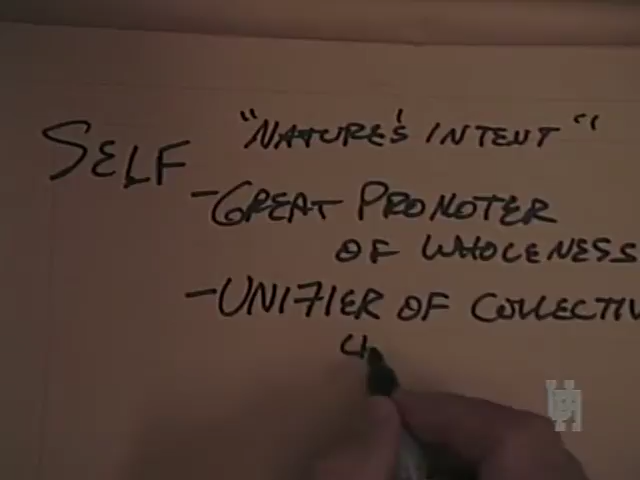 "NATURE'S INTENT"
SELF
-GREAT PROMOTER
OF WHOLENESS
-UNIFIER OF COLLECTIV